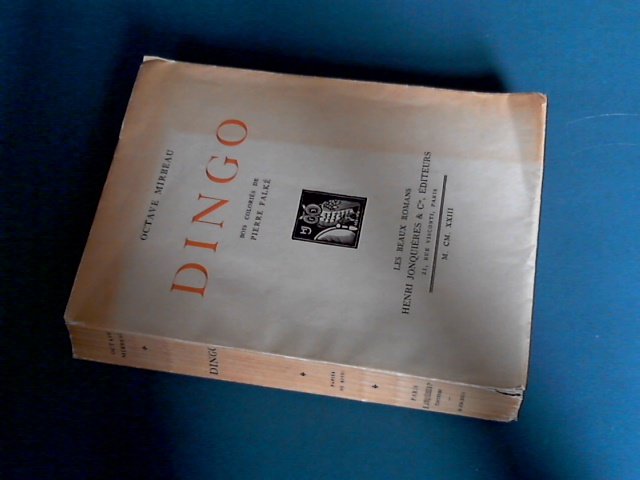 OCTAVE MIRBEAU
DINGO
BOIS COLORIÉS DE
PIERRE FALKÉ
LES BEAUX ROMANS
HENRI JONQUIÈRES & Cie, ÉDITEURS
21, RUE VISCONTI, PARIS
M. CM. XXIII
OCTAVE
MIRBEAU
DINGO
PARIS